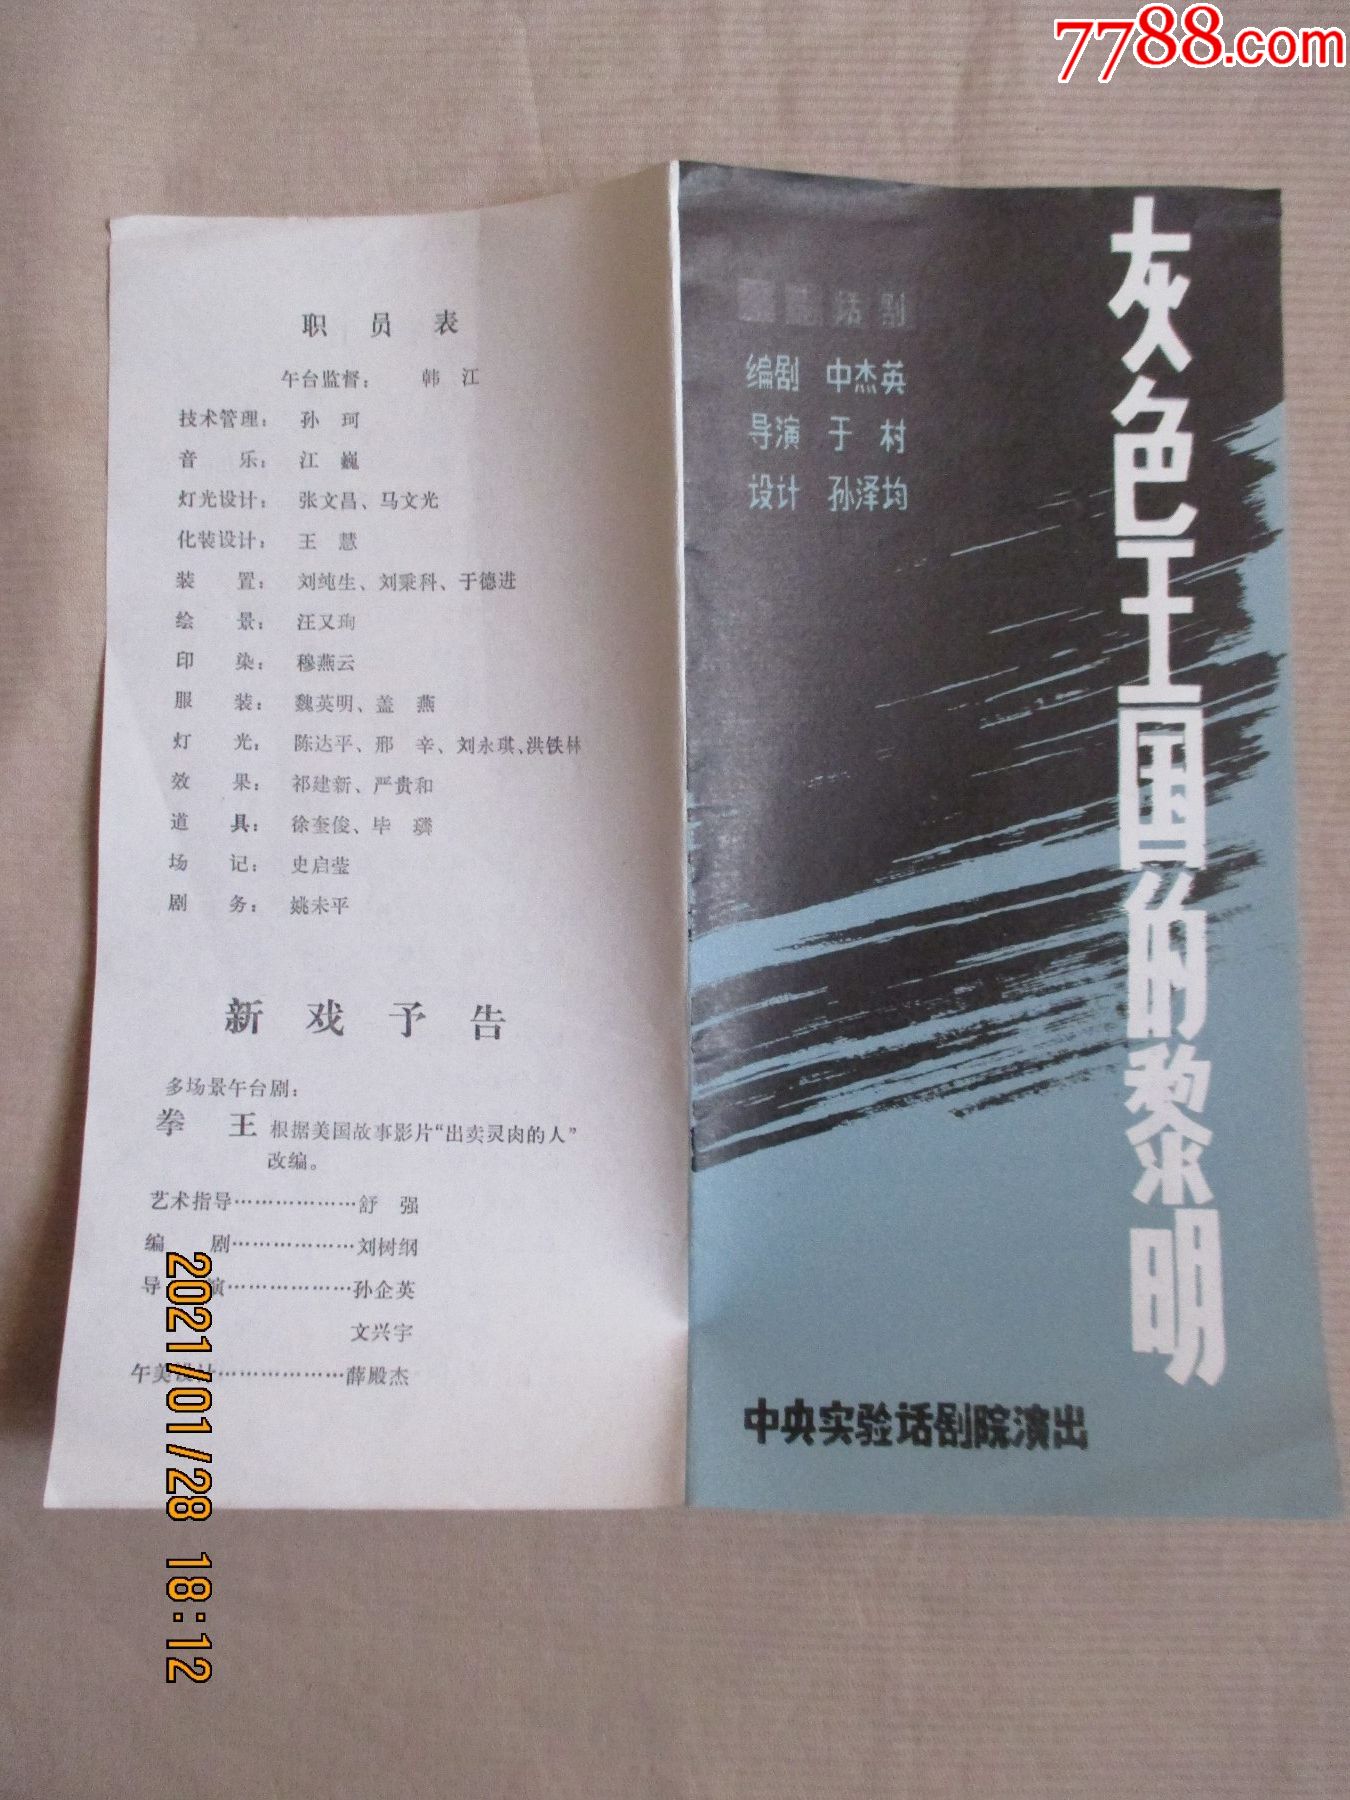 7788.com
职员表
午台监督： 韩 江
技术管理： 孙 珂
音 乐： 江 巍
灯光设计： 张文昌、马文光
化装设计： 王 慧
装 置： 刘纯生、刘秉科、于德进
绘 景： 汪又珣
印 染： 穆燕云
服 装： 魏英明、盖 燕
灯 光： 陈达平、邢 辛、刘永琪、洪铁林
效 果： 祁建新、严贵和
道 具： 徐奎俊、毕 璘
场 记： 史启莹
剧 务： 姚未平
新戏予告
多场景午台剧：
拳 王 根据美国故事影片“出卖灵肉的人”
改编。
艺术指导………………舒 强
编 剧………………刘树纲
导 演………………孙企英
文兴宇
午美设计………………薛殿杰
话剧
编剧 中杰英
导演 于 村
设计 孙泽均
灰色王国的黎明
中央实验话剧院演出
2021/01/28 18:12